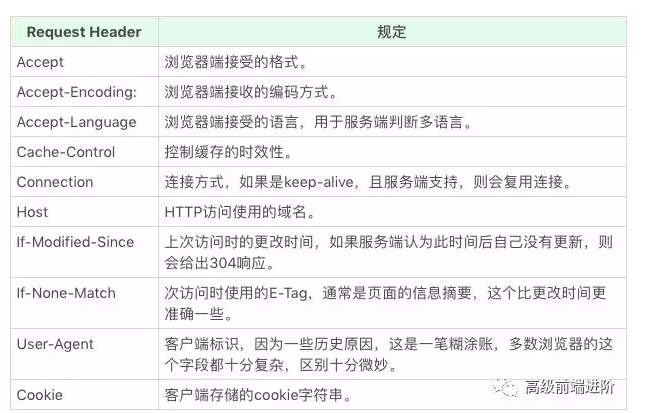 Request Header 规定
Accept 浏览器端接受的格式。
Accept-Encoding: 浏览器端接收的编码方式。
Accept-Language 浏览器端接受的语言，用于服务端判断多语言。
Cache-Control 控制缓存的时效性。
Connection 连接方式，如果是keep-alive，且服务端支持，则会复用连接。
Host HTTP访问使用的域名。
If-Modified-Since 上次访问时的更改时间，如果服务端认为此时间后自己没有更新，则
会给出304响应。
If-None-Match 次访问时使用的E-Tag，通常是页面的信息摘要，这个比更改时间更
准确一些。
User-Agent 客户端标识，因为一些历史原因，这是一笔糊涂账，多数浏览器的这
个字段都十分复杂，区别十分微妙。
Cookie 客户端存储的cookie字符串。
高级前端进阶